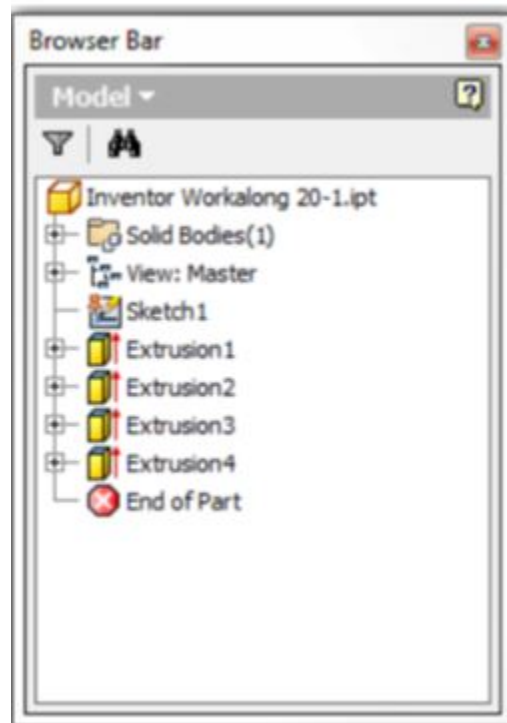 Browser Bar
Model
Inventor Workalong 20-1.ipt
Solid Bodies(1)
View: Master
Sketch1
Extrusion1
Extrusion2
Extrusion3
Extrusion4
End of Part